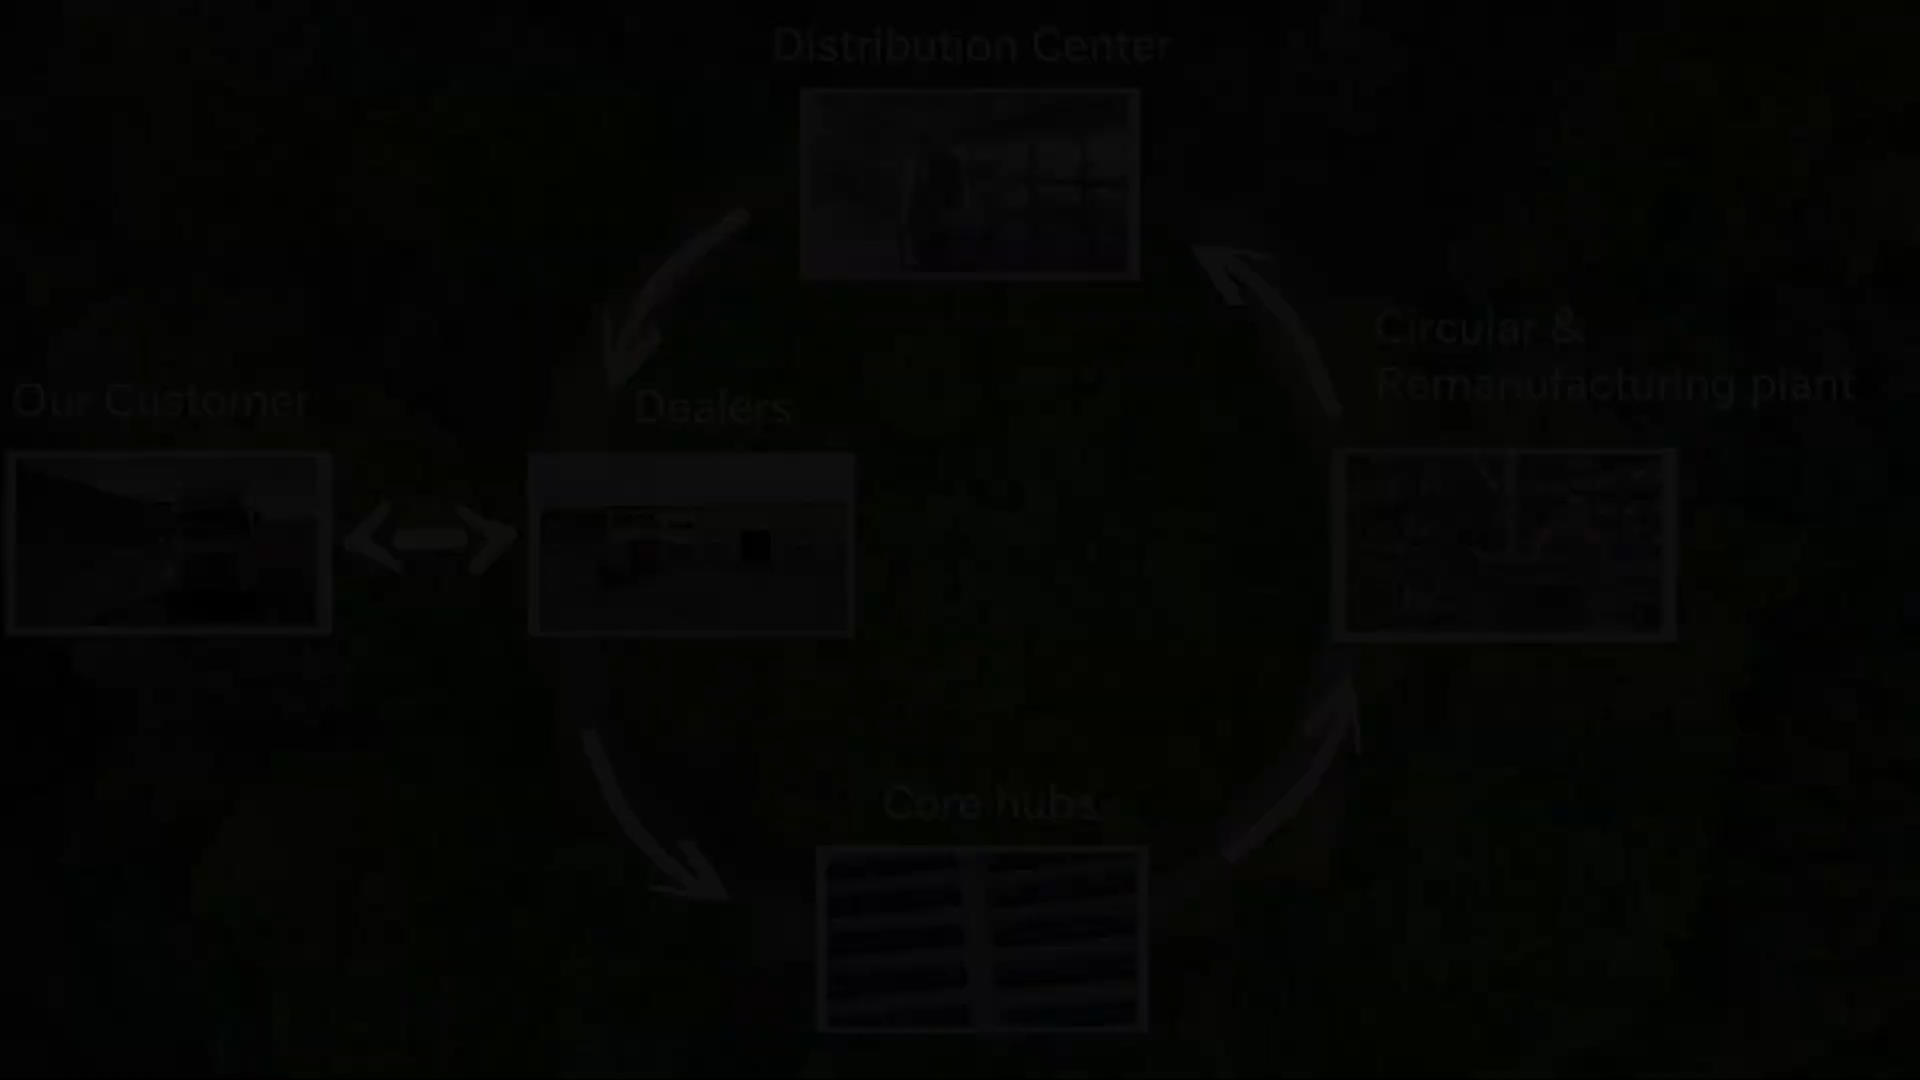 Distribution Center
Circular &
Remanufacturing plant
Our Customer
Dealers
Core hubs